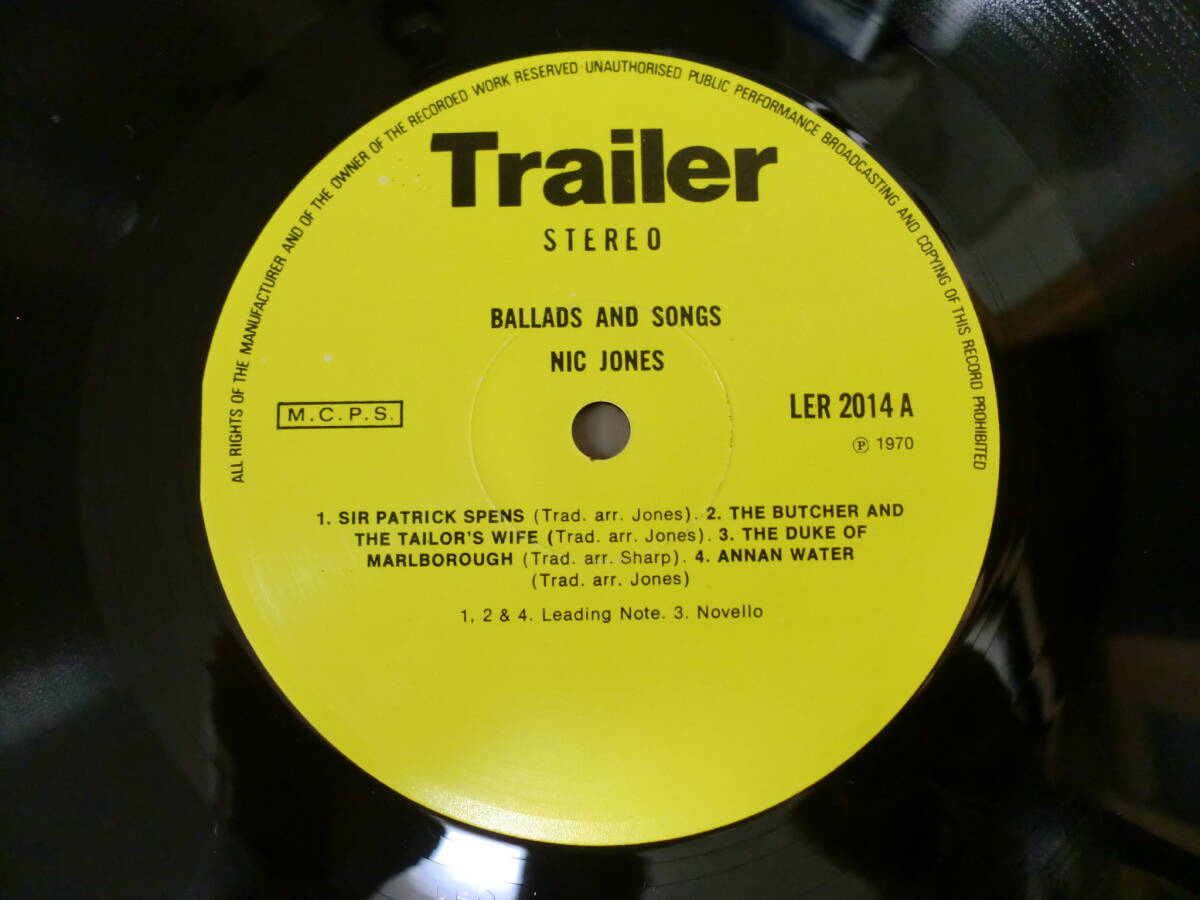 ALL RIGHTS OF THE MANUFACTURER AND OF THE OWNER OF THE RECORDED WORK RESERVED · UNAUTHORISED PUBLIC PERFORMANCE BROADCASTING AND COPYING OF THIS RECORD PROHIBITED
Trailer
STEREO
BALLADS AND SONGS
NIC JONES
M.C.P.S.
LER 2014 A
℗ 1970
1. SIR PATRICK SPENS (Trad. arr. Jones). 2. THE BUTCHER AND
THE TAILOR'S WIFE (Trad. arr. Jones). 3. THE DUKE OF
MARLBOROUGH (Trad. arr. Sharp). 4. ANNAN WATER
(Trad. arr. Jones)
1, 2 & 4. Leading Note. 3. Novello